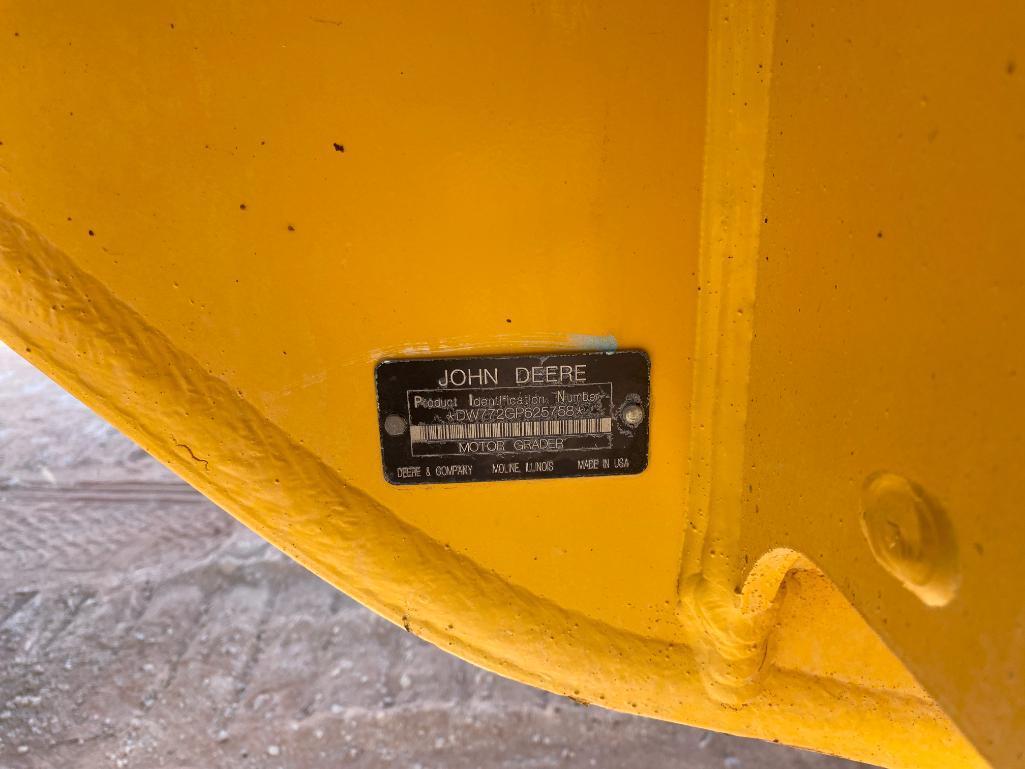 JOHN DEERE
Product Identification Number
*DW772GP625758*
MOTOR GRADER
DEERE & COMPANY MOLINE, ILLINOIS MADE IN USA